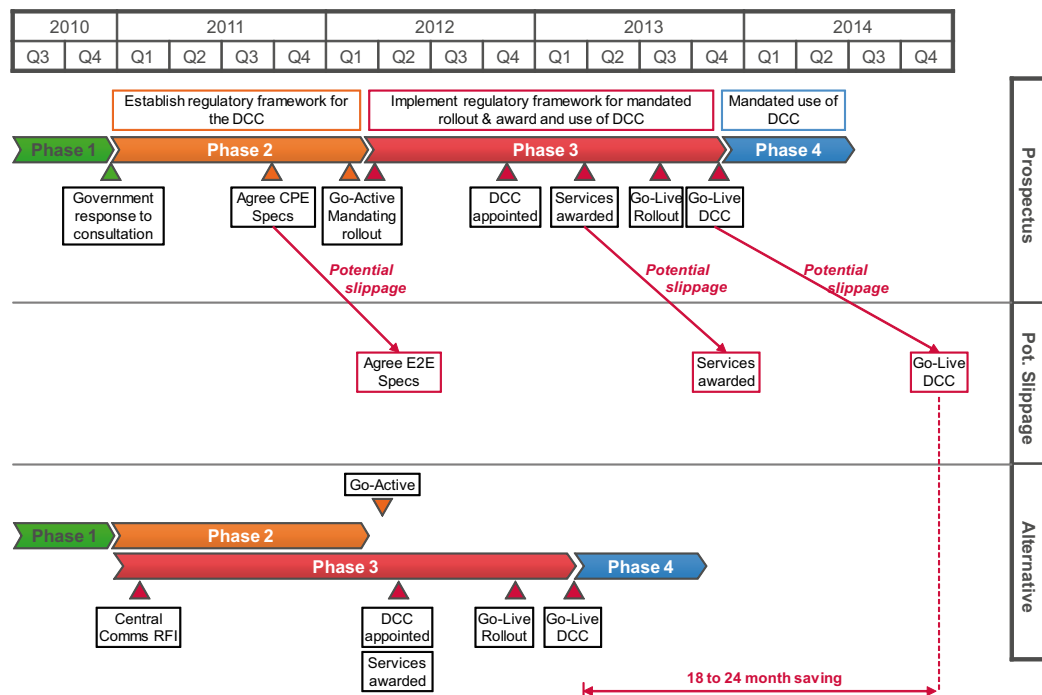 2010
2011
2012
2013
2014
Q3
Q4
Q1
Q2
Q3
Q4
Q1
Q2
Q3
Q4
Q1
Q2
Q3
Q4
Q1
Q2
Q3
Q4
Establish regulatory framework for
the DCC
Implement regulatory framework for mandated
rollout & award and use of DCC
Mandated use of
DCC
Phase 1
Phase 2
Phase 3
Phase 4
Government
response to
consultation
Agree CPE
Specs
Go-Active
Mandating
rollout
DCC
appointed
Services
awarded
Go-Live
Rollout
Go-Live
DCC
Prospectus
Potential
slippage
Potential
slippage
Potential
slippage
Agree E2E
Specs
Services
awarded
Go-Live
DCC
Pot. Slippage
Go-Active
Phase 1
Phase 2
Phase 3
Phase 4
Central
Comms RFI
DCC
appointed
Services
awarded
Go-Live
Rollout
Go-Live
DCC
Alternative
18 to 24 month saving